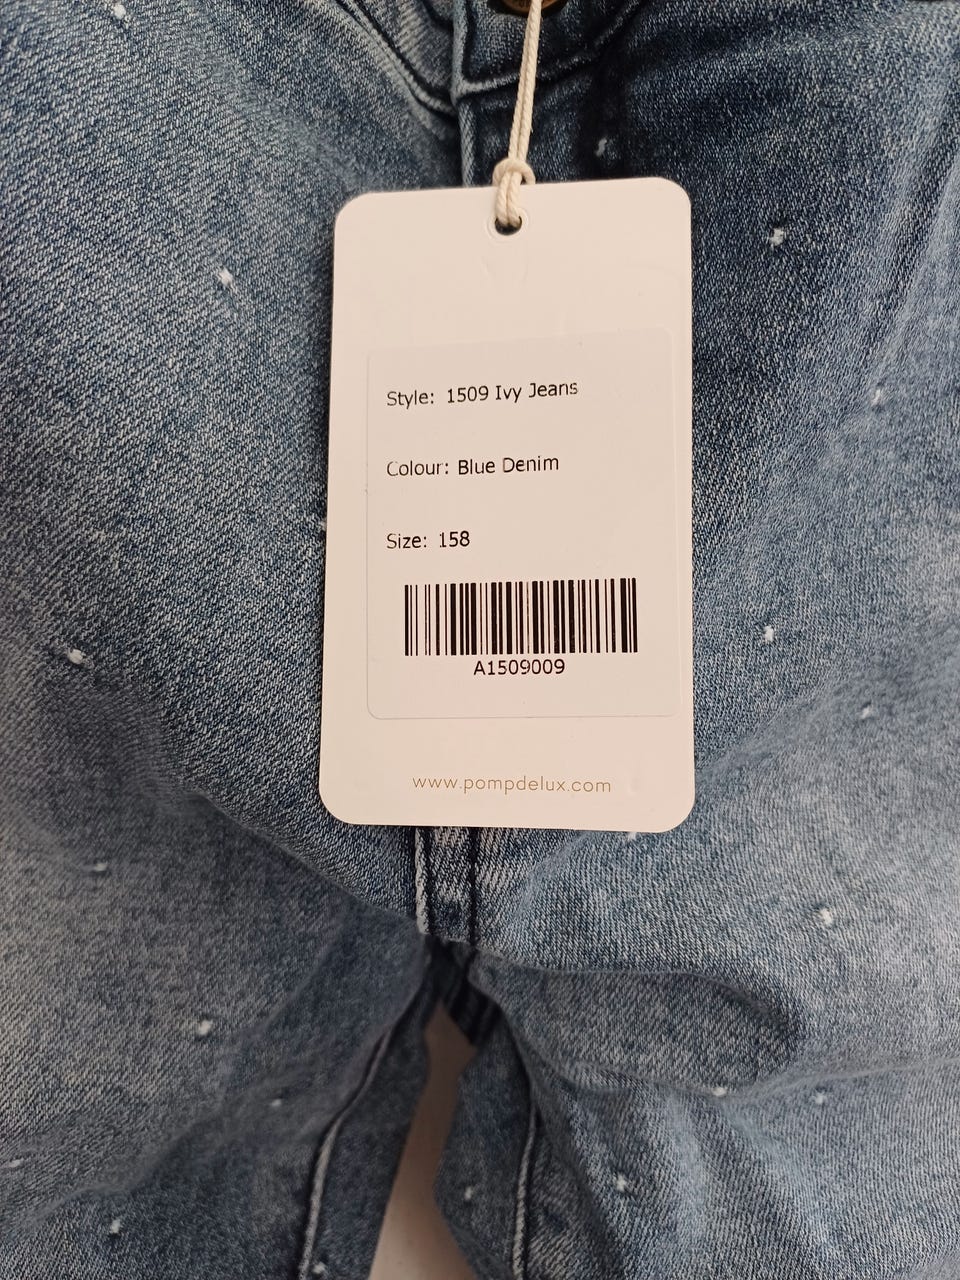 Style: 1509 Ivy Jeans
Colour: Blue Denim
Size: 158
A1509009
www.pompdelux.com